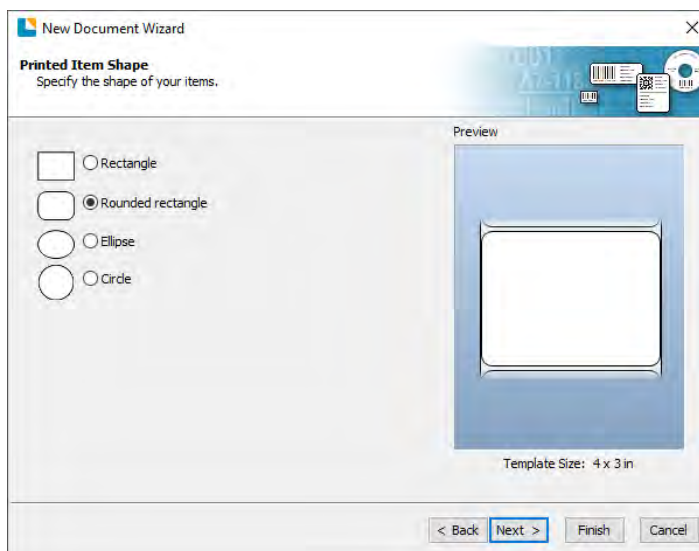 New Document Wizard
Printed Item Shape
Specify the shape of your items.
Preview
Rectangle
Rounded rectangle
Ellipse
Circle
Template Size: 4 x 3 in
< Back Next > Finish Cancel